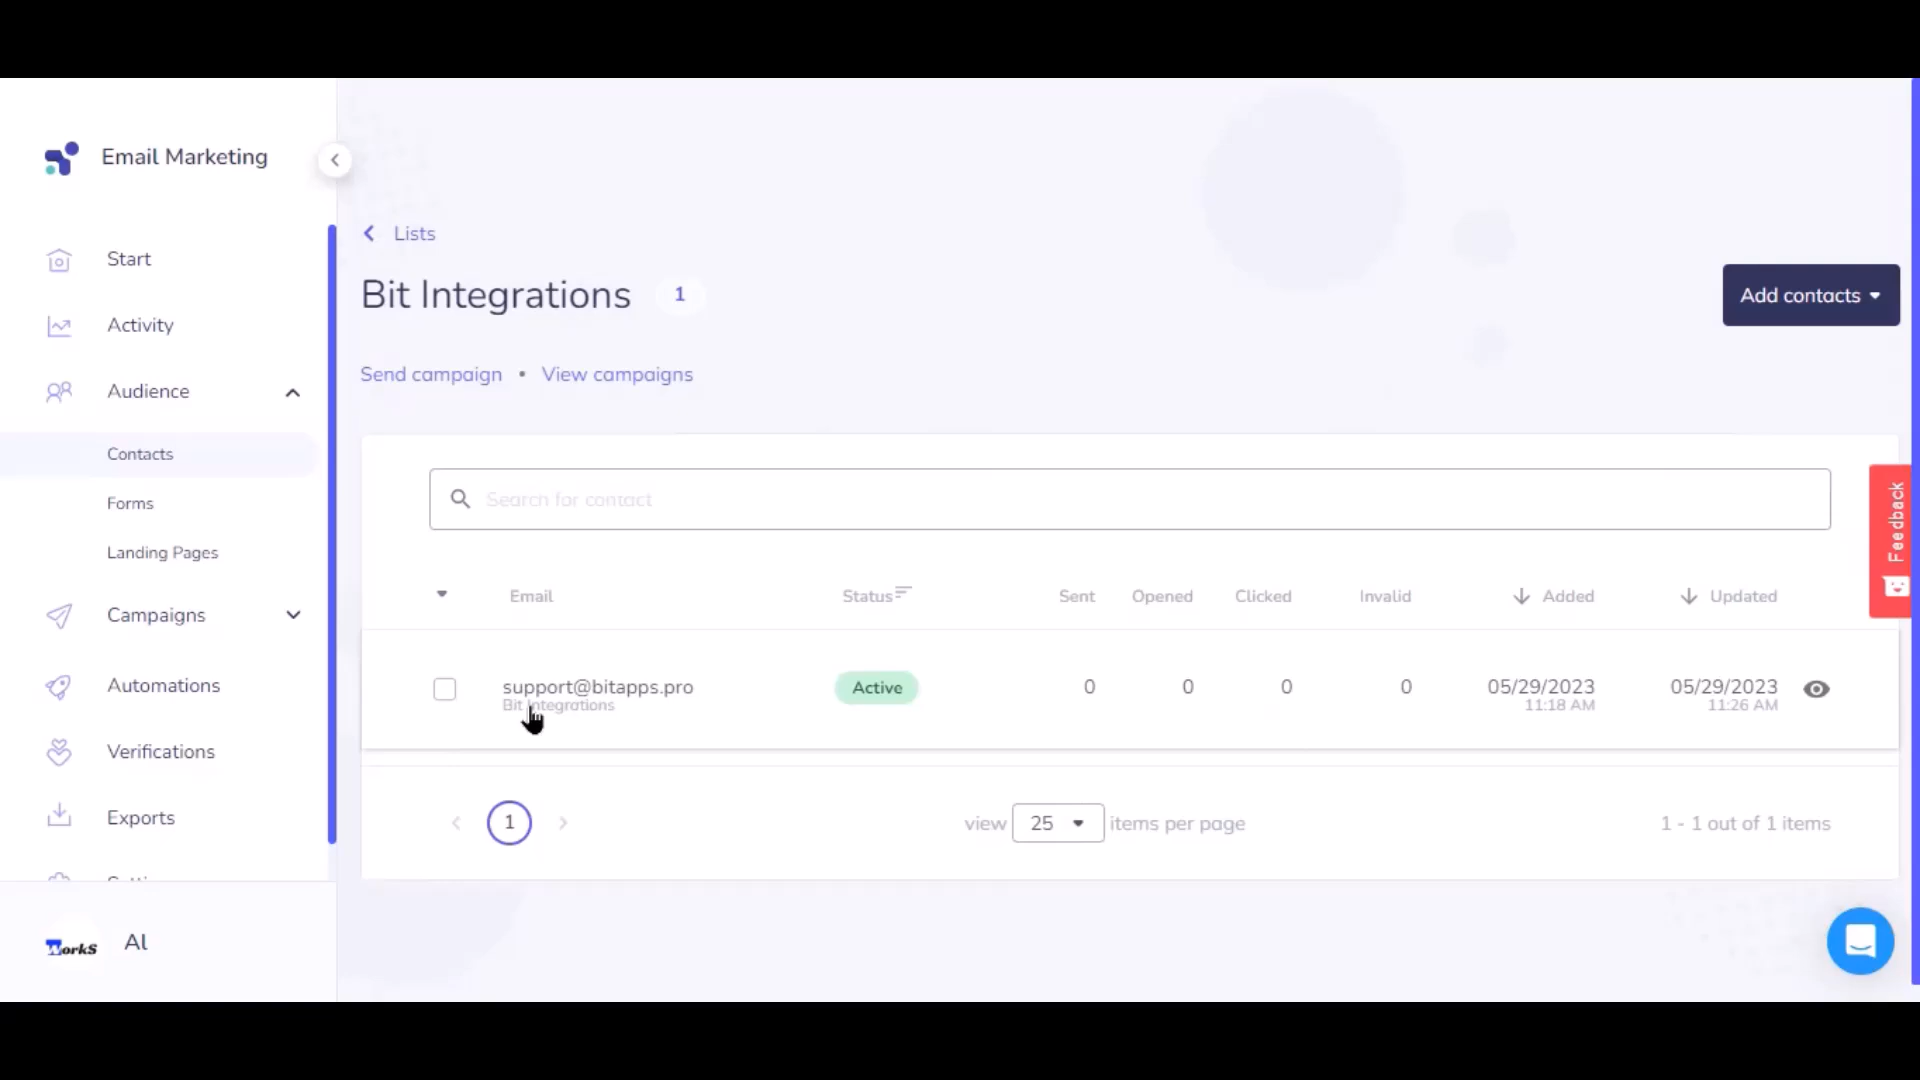 Email Marketing
Start
Activity
Audience
Contacts
Forms
Landing Pages
Campaigns
Automations
Verifications
Exports
WorkS
Al
Lists
Bit Integrations 1
Add contacts
Send campaign • View campaigns
Search for contact
Email Status Sent Opened Clicked Invalid Added Updated
support@bitapps.pro Active 0 0 0 0 05/29/2023 05/29/2023
Bit Integrations 11:18 AM 11:26 AM
1 view 25 items per page 1 - 1 out of 1 items
Feedback